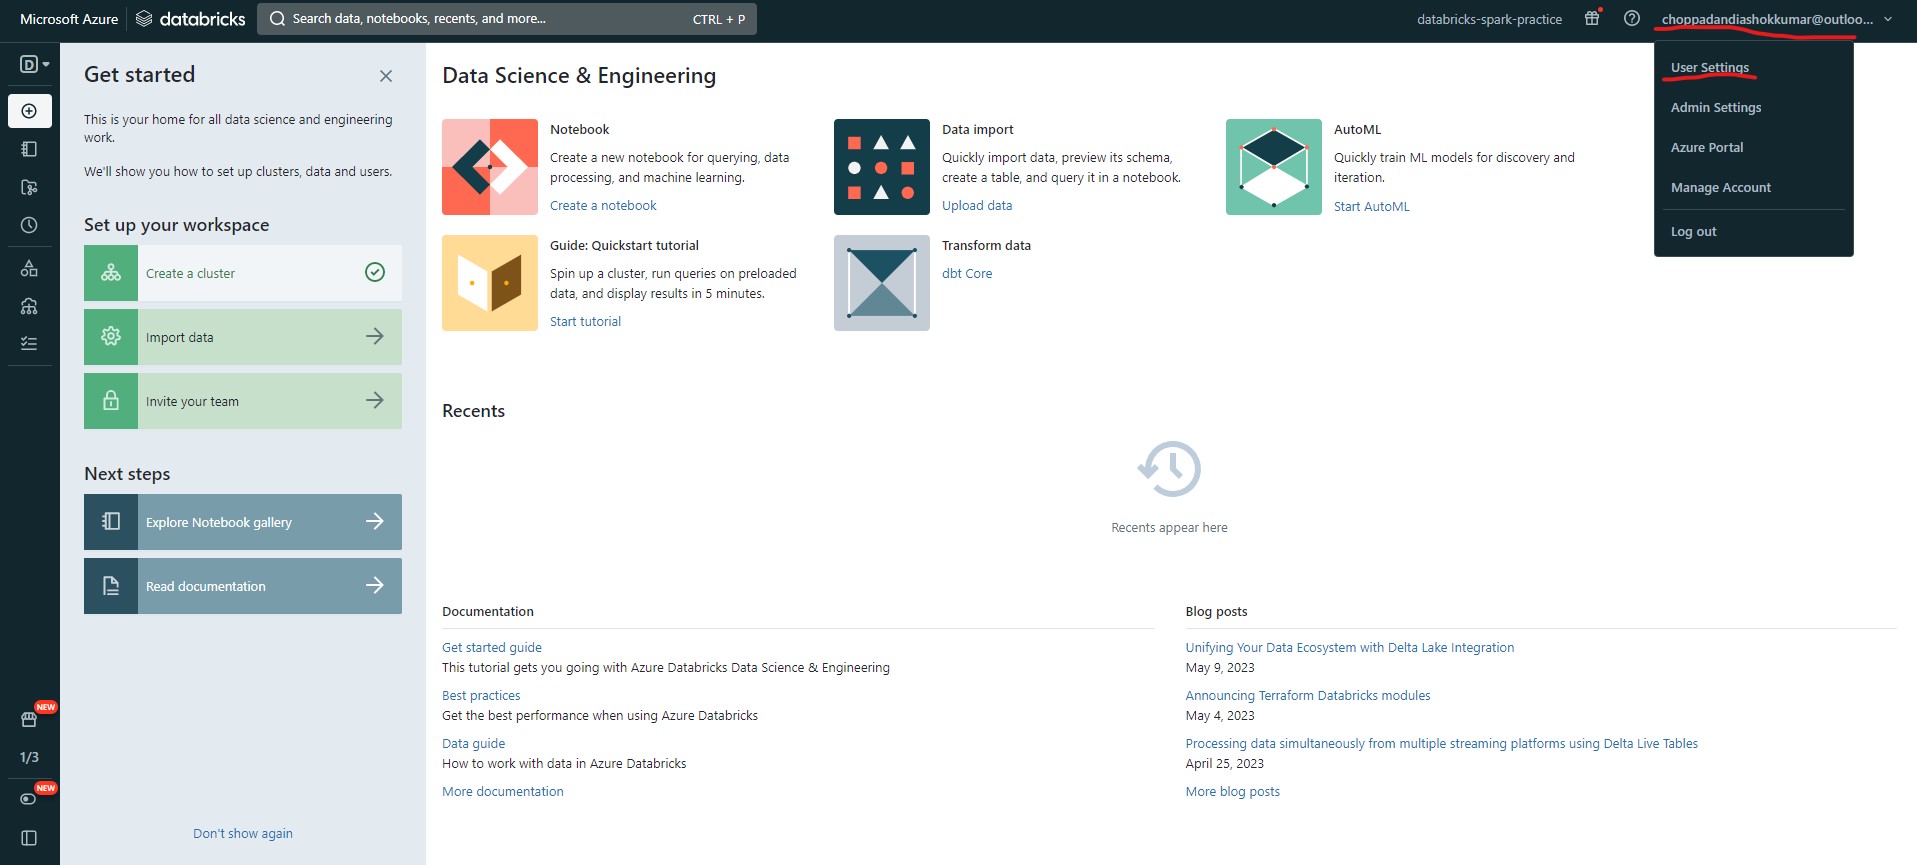 Microsoft Azure
databricks
Search data, notebooks, recents, and more...
CTRL + P
databricks-spark-practice
choppadandiashokkumar@outloo...
User Settings
Admin Settings
Azure Portal
Manage Account
Log out
D
NEW
1/3
NEW
Get started
This is your home for all data science and engineering
work.
We'll show you how to set up clusters, data and users.
Set up your workspace
Create a cluster
Import data
Invite your team
Next steps
Explore Notebook gallery
Read documentation
Don't show again
Data Science & Engineering
Notebook
Create a new notebook for querying, data
processing, and machine learning.
Create a notebook
Data import
Quickly import data, preview its schema,
create a table, and query it in a notebook.
Upload data
AutoML
Quickly train ML models for discovery and
iteration.
Start AutoML
Guide: Quickstart tutorial
Spin up a cluster, run queries on preloaded
data, and display results in 5 minutes.
Start tutorial
Transform data
dbt Core
Recents
Recents appear here
Documentation
Get started guide
This tutorial gets you going with Azure Databricks Data Science & Engineering
Best practices
Get the best performance when using Azure Databricks
Data guide
How to work with data in Azure Databricks
More documentation
Blog posts
Unifying Your Data Ecosystem with Delta Lake Integration
May 9, 2023
Announcing Terraform Databricks modules
May 4, 2023
Processing data simultaneously from multiple streaming platforms using Delta Live Tables
April 25, 2023
More blog posts